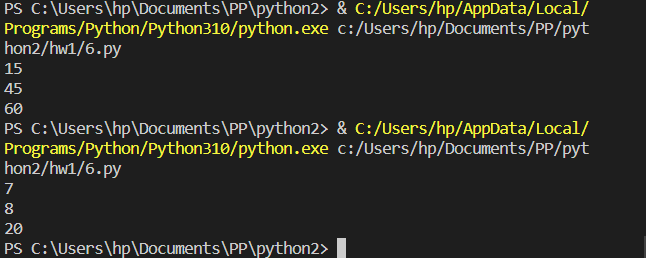 PS C:\Users\hp\Documents\PP\python2> & C:/Users/hp/AppData/Local/
Programs/Python/Python310/python.exe c:/Users/hp/Documents/PP/pyt
hon2/hw1/6.py
15
45
60
PS C:\Users\hp\Documents\PP\python2> & C:/Users/hp/AppData/Local/
Programs/Python/Python310/python.exe c:/Users/hp/Documents/PP/pyt
hon2/hw1/6.py
7
8
20
PS C:\Users\hp\Documents\PP\python2>